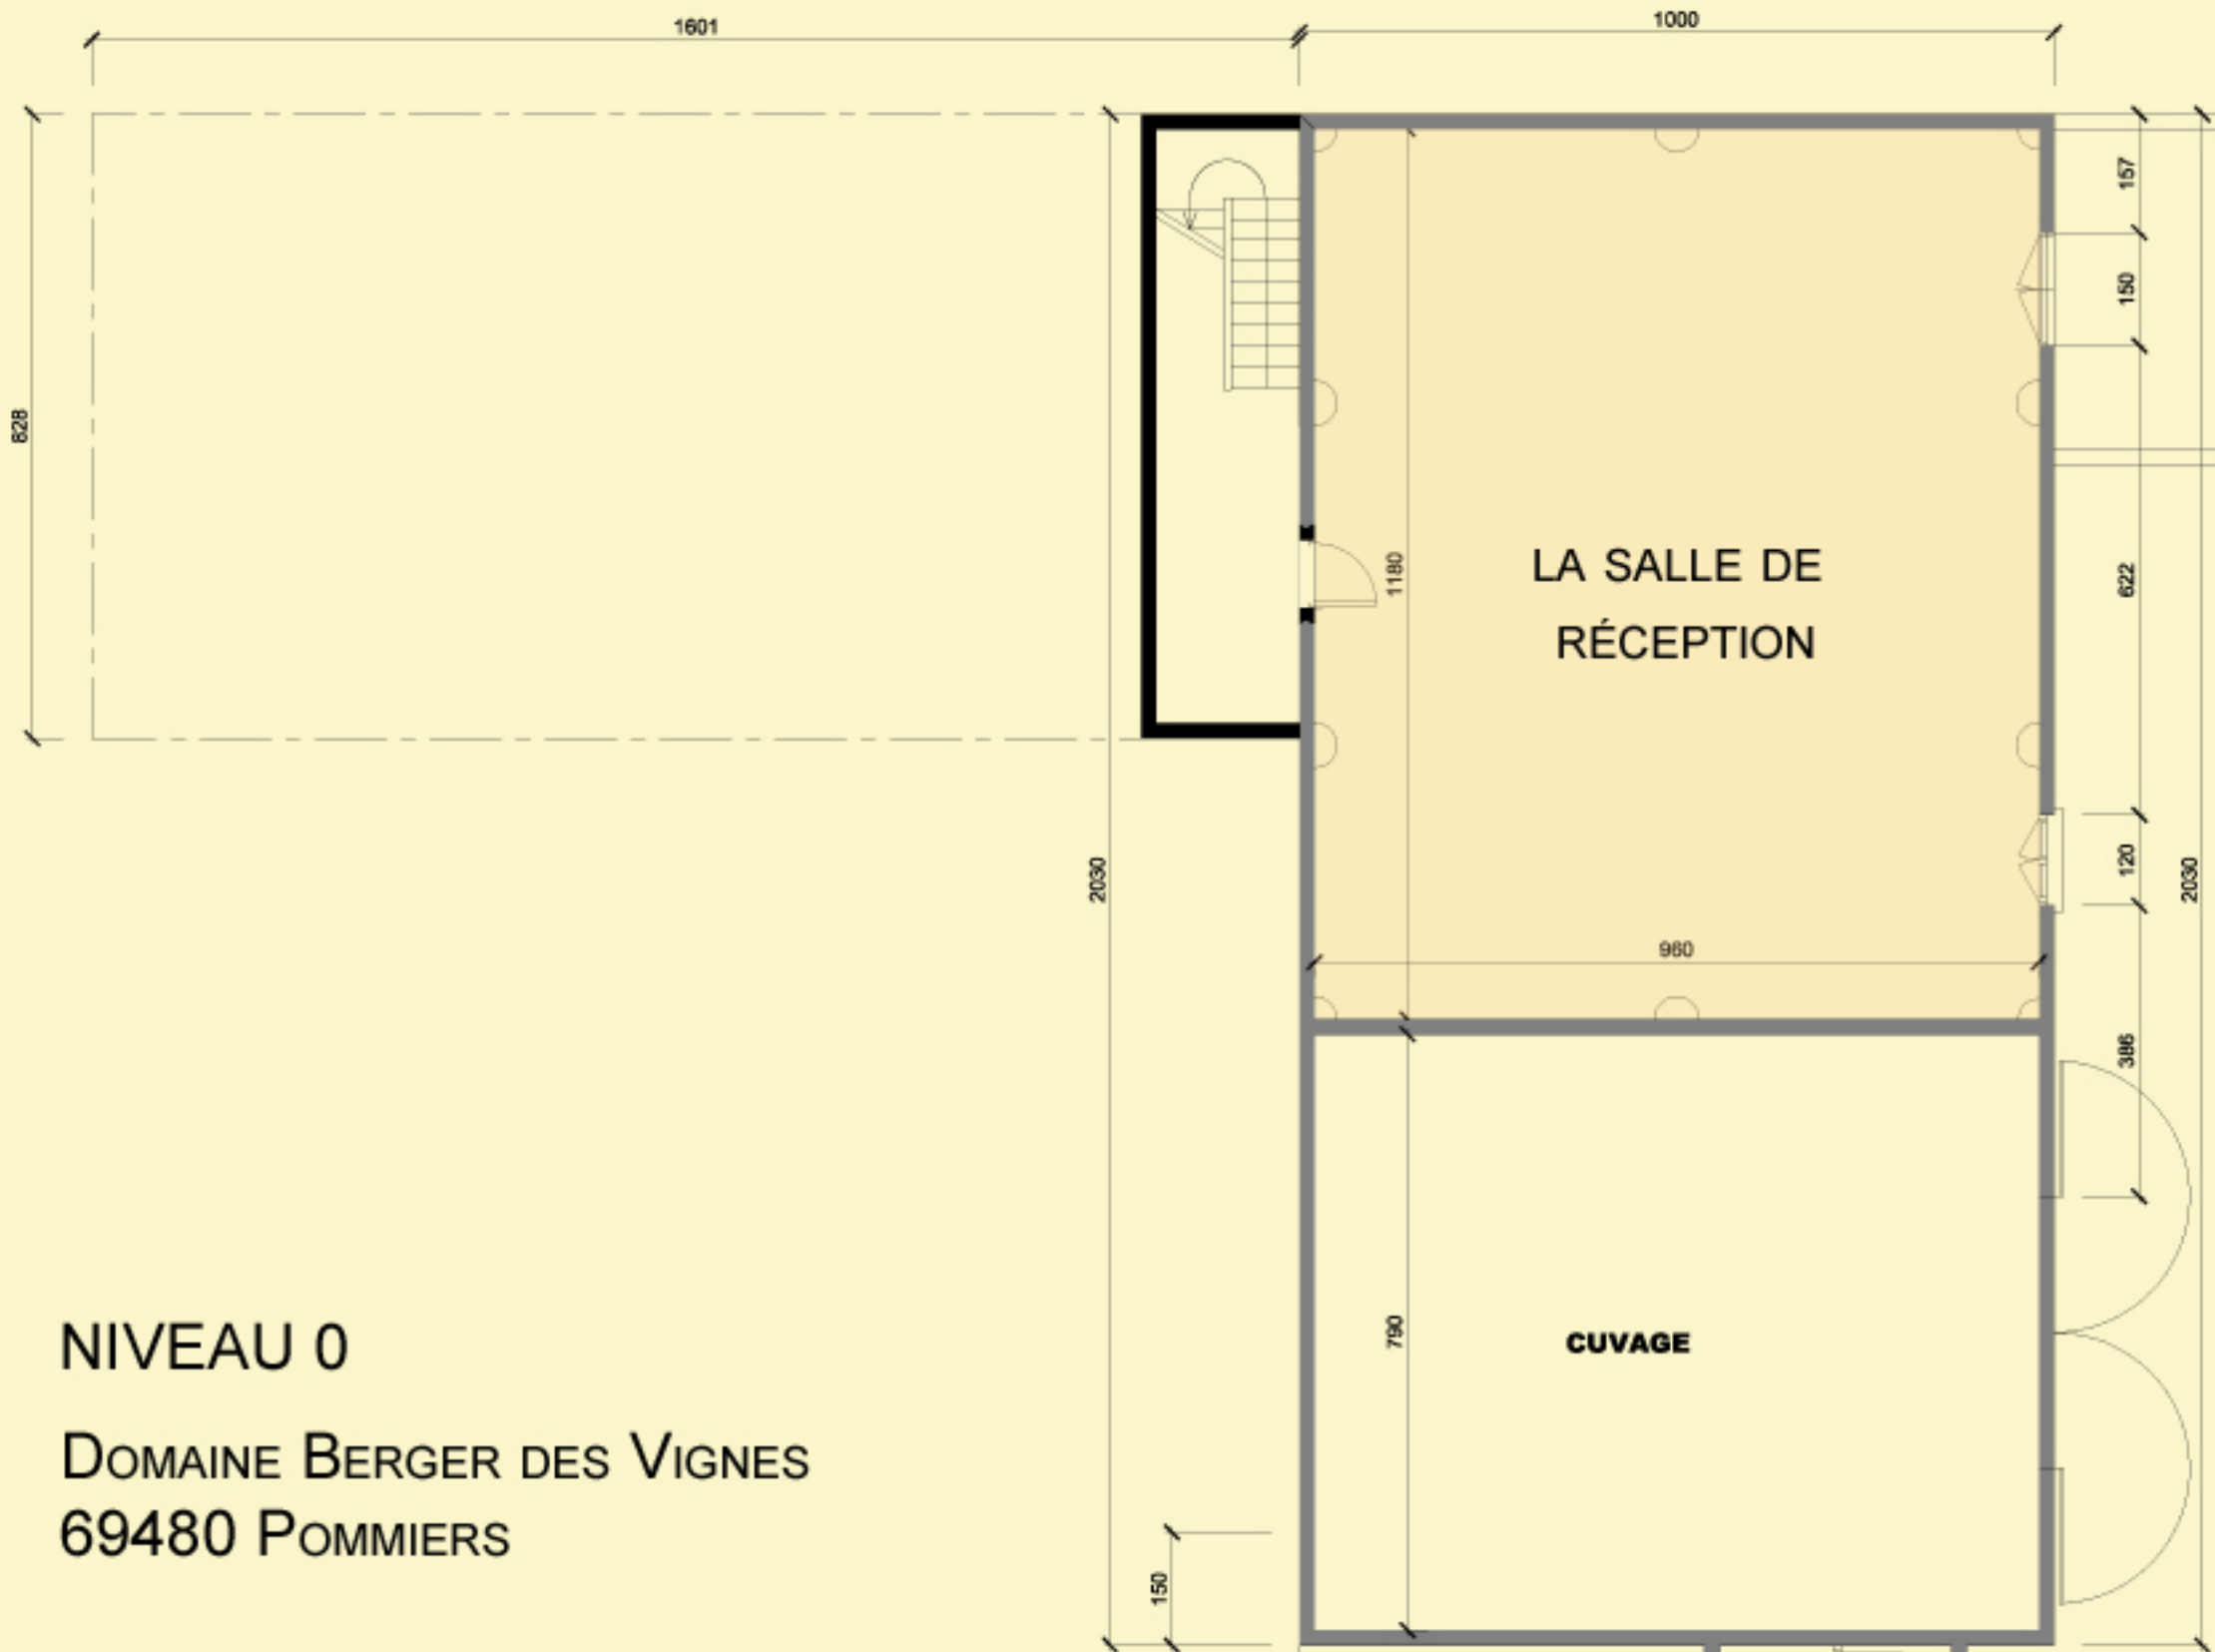 1601
1000
157
150
828
1180
LA SALLE DE
RÉCEPTION
622
2030
120
2030
960
386
790
CUVAGE
150
NIVEAU 0
DOMAINE BERGER DES VIGNES
69480 POMMIERS